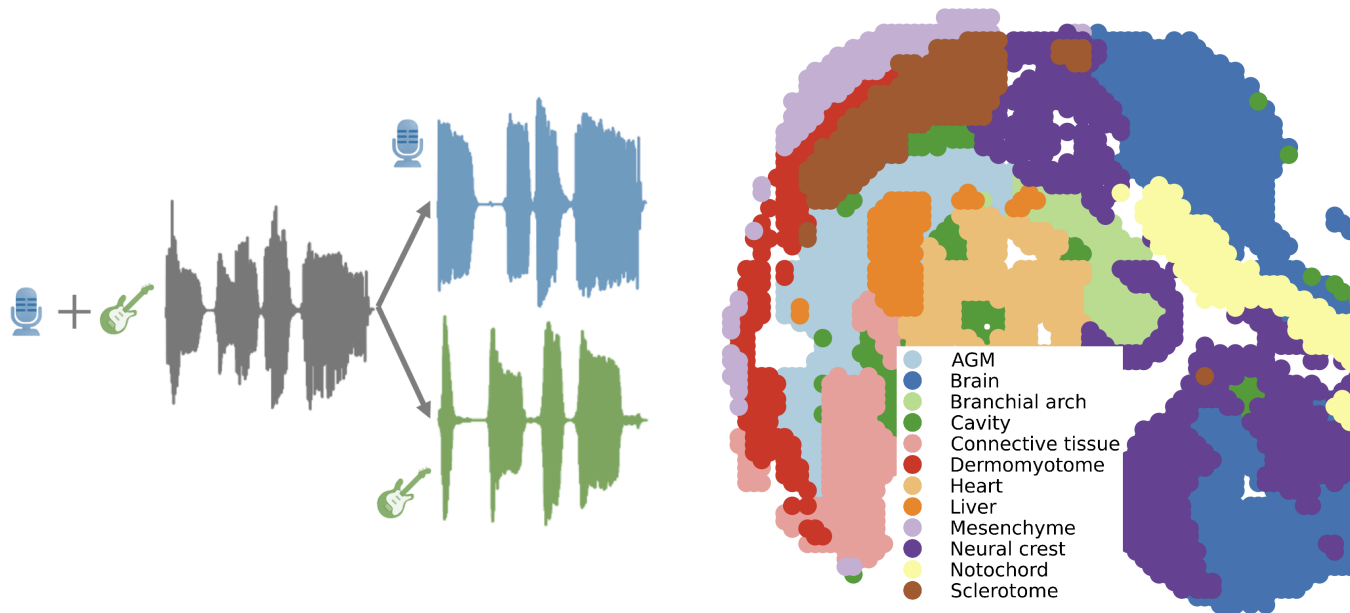 AGM
Brain
Branchial arch
Cavity
Connective tissue
Dermomyotome
Heart
Liver
Mesenchyme
Neural crest
Notochord
Sclerotome